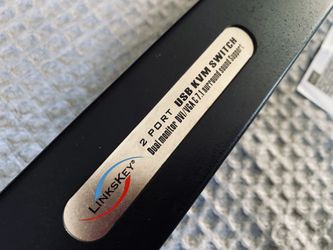 LINKSKEY®
2 PORT USB KVM SWITCH
Dual monitor DVI/VGA & 7.1 surround sound Support